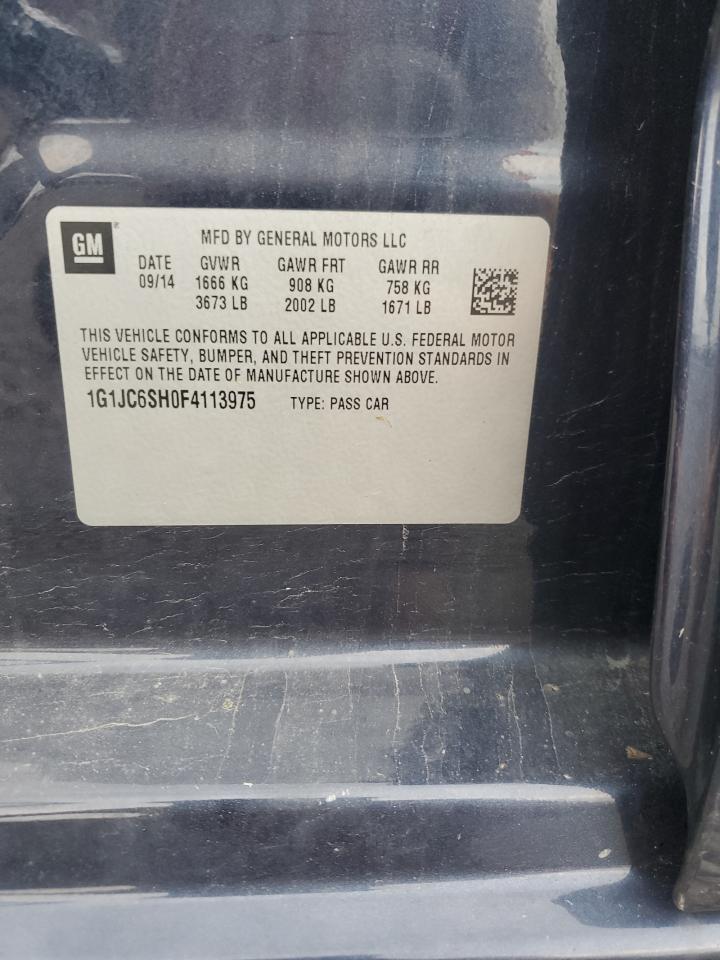 GM ®
MFD BY GENERAL MOTORS LLC
DATE GVWR GAWR FRT GAWR RR
09/14 1666 KG 908 KG 758 KG
3673 LB 2002 LB 1671 LB
THIS VEHICLE CONFORMS TO ALL APPLICABLE U.S. FEDERAL MOTOR
VEHICLE SAFETY, BUMPER, AND THEFT PREVENTION STANDARDS IN
EFFECT ON THE DATE OF MANUFACTURE SHOWN ABOVE.
1G1JC6SH0F4113975 TYPE: PASS CAR